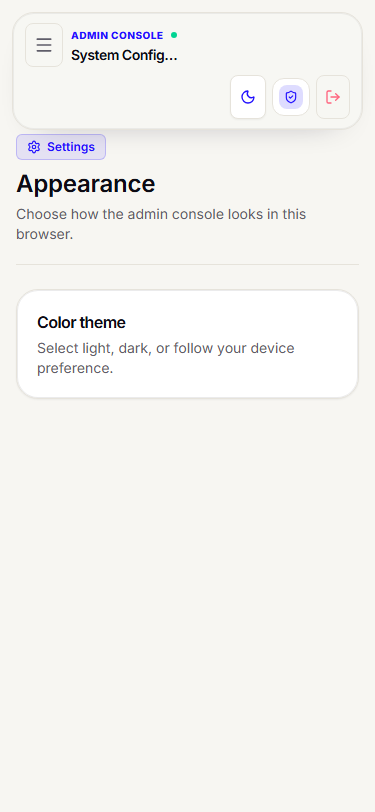 ADMIN CONSOLE
System Config...
Settings
Appearance
Choose how the admin console looks in this
browser.
Color theme
Select light, dark, or follow your device
preference.